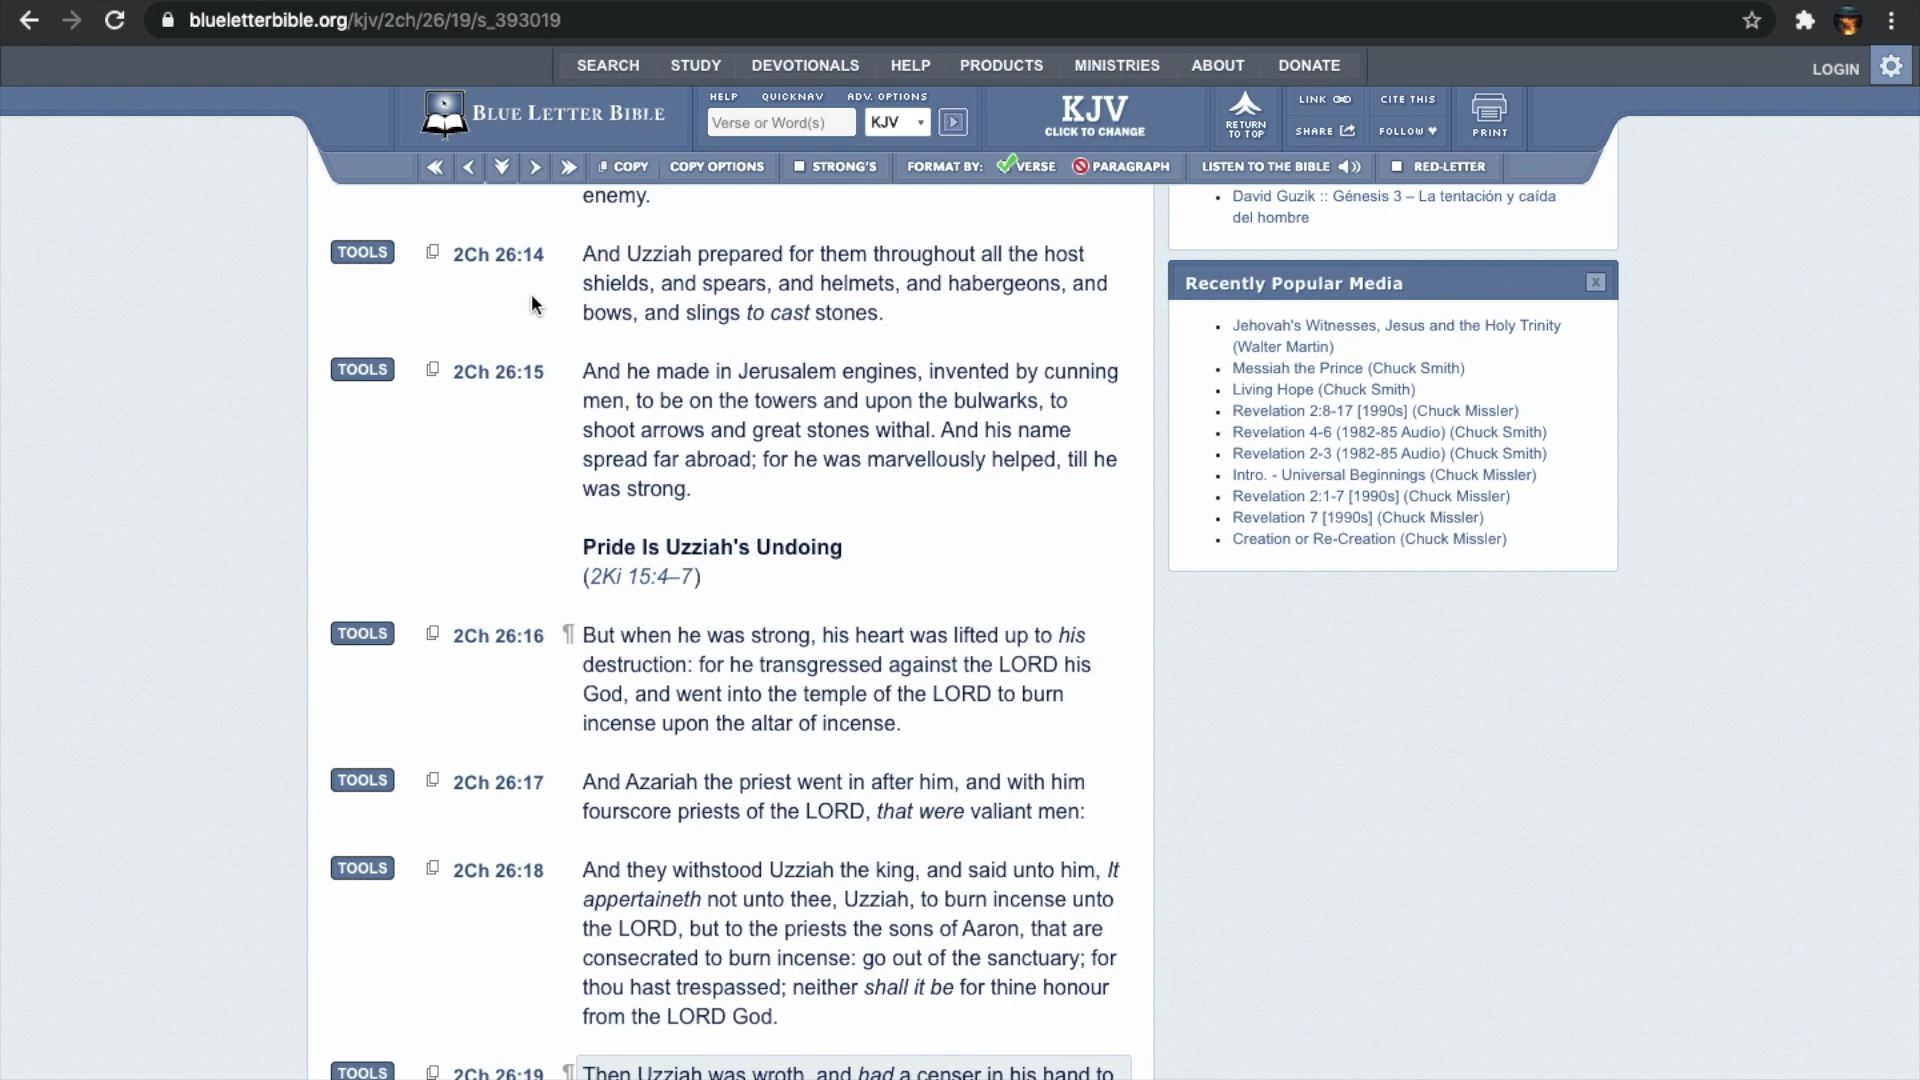 blueletterbible.org/kjv/2ch/26/19/s_393019
SEARCH STUDY DEVOTIONALS HELP PRODUCTS MINISTRIES ABOUT DONATE
LOGIN
BLUE LETTER BIBLE
HELP QUICKNAV ADV. OPTIONS
Verse or Word(s) KJV
KJV
CLICK TO CHANGE
RETURN
TO TOP
LINK CITE THIS
SHARE FOLLOW
PRINT
COPY COPY OPTIONS STRONG'S FORMAT BY: VERSE PARAGRAPH LISTEN TO THE BIBLE RED-LETTER
enemy.
TOOLS 2Ch 26:14 And Uzziah prepared for them throughout all the host
shields, and spears, and helmets, and habergeons, and
bows, and slings to cast stones.
TOOLS 2Ch 26:15 And he made in Jerusalem engines, invented by cunning
men, to be on the towers and upon the bulwarks, to
shoot arrows and great stones withal. And his name
spread far abroad; for he was marvellously helped, till he
was strong.
Pride Is Uzziah's Undoing
(2Ki 15:4–7)
TOOLS 2Ch 26:16 ¶ But when he was strong, his heart was lifted up to his
destruction: for he transgressed against the LORD his
God, and went into the temple of the LORD to burn
incense upon the altar of incense.
TOOLS 2Ch 26:17 And Azariah the priest went in after him, and with him
fourscore priests of the LORD, that were valiant men:
TOOLS 2Ch 26:18 And they withstood Uzziah the king, and said unto him, It
appertaineth not unto thee, Uzziah, to burn incense unto
the LORD, but to the priests the sons of Aaron, that are
consecrated to burn incense: go out of the sanctuary; for
thou hast trespassed; neither shall it be for thine honour
from the LORD God.
TOOLS 2Ch 26:19 ¶ Then Uzziah was wroth, and had a censer in his hand to
David Guzik :: Génesis 3 – La tentación y caída
del hombre
Recently Popular Media
x
Jehovah's Witnesses, Jesus and the Holy Trinity
(Walter Martin)
Messiah the Prince (Chuck Smith)
Living Hope (Chuck Smith)
Revelation 2:8-17 [1990s] (Chuck Missler)
Revelation 4-6 (1982-85 Audio) (Chuck Smith)
Revelation 2-3 (1982-85 Audio) (Chuck Smith)
Intro. - Universal Beginnings (Chuck Missler)
Revelation 2:1-7 [1990s] (Chuck Missler)
Revelation 7 [1990s] (Chuck Missler)
Creation or Re-Creation (Chuck Missler)